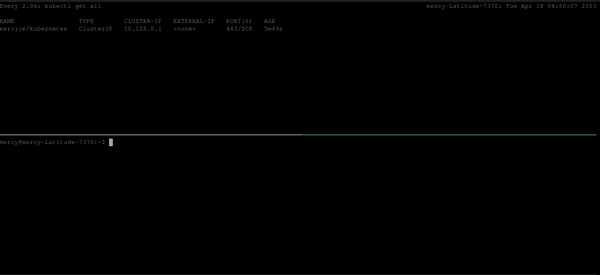 Every 2.0s: kubectl get all mercy-Latitude-7370: Tue Apr 18 08:50:07 2023
NAME TYPE CLUSTER-IP EXTERNAL-IP PORT(S) AGE
service/kubernetes ClusterIP 10.128.0.1 <none> 443/TCP 5m49s
mercy@mercy-Latitude-7370:~$